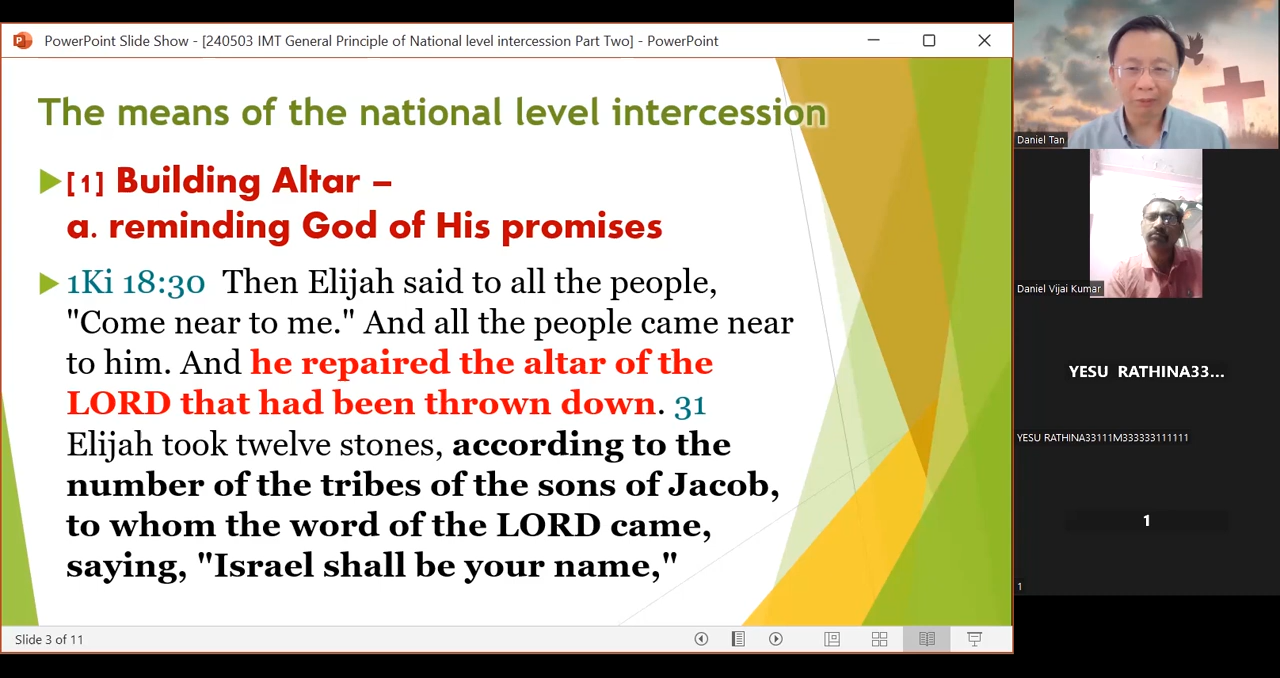 PowerPoint Slide Show - [240503 IMT General Principle of National level intercession Part Two] - PowerPoint
The means of the national level intercession
[1] Building Altar –
a. reminding God of His promises
1Ki 18:30 Then Elijah said to all the people,
"Come near to me." And all the people came near
to him. And he repaired the altar of the
LORD that had been thrown down. 31
Elijah took twelve stones, according to the
number of the tribes of the sons of Jacob,
to whom the word of the LORD came,
saying, "Israel shall be your name,"
Slide 3 of 11
Daniel Tan
Daniel Vijai Kumar
YESU RATHINA33...
YESU RATHINA33111M333333111111
1
1